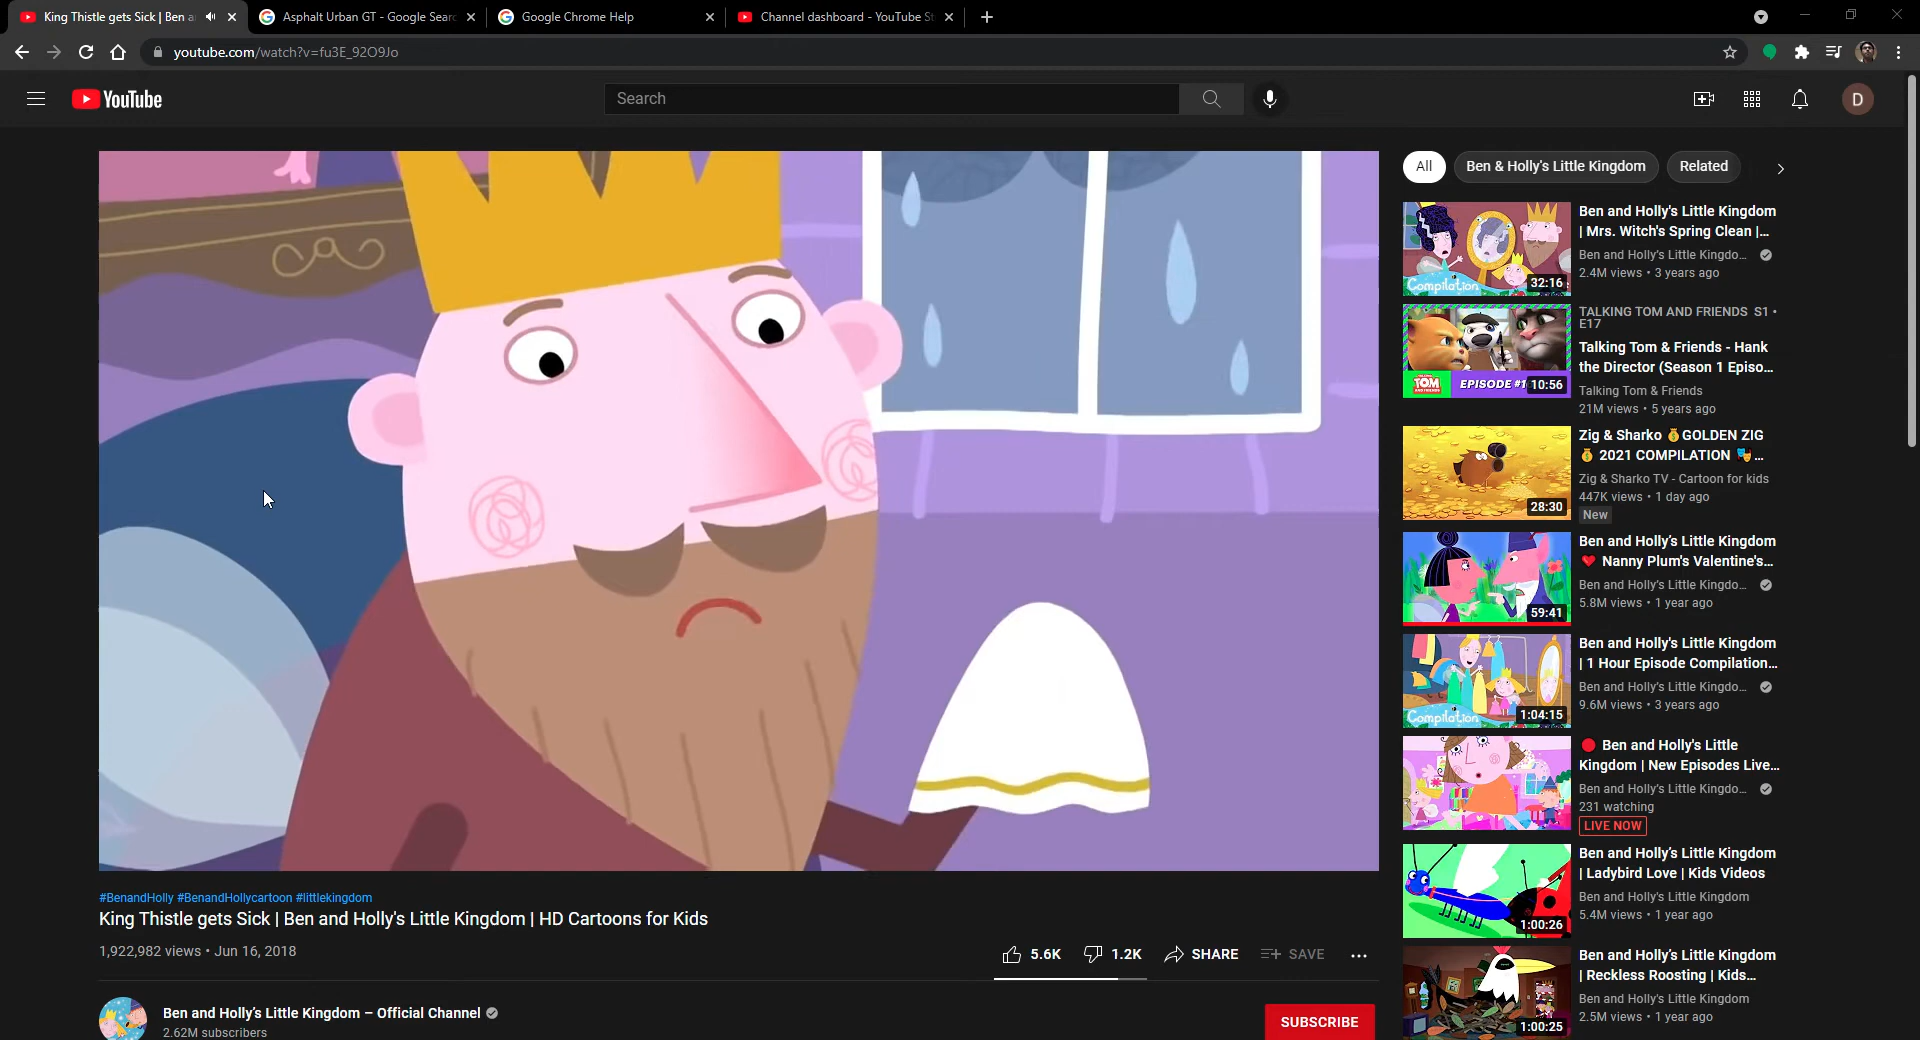 King Thistle gets Sick | Ben a
Asphalt Urban GT - Google Sear
Google Chrome Help
Channel dashboard - YouTube St
youtube.com/watch?v=fu3E_92O9Jo
YouTube
Search
D
All
Ben & Holly's Little Kingdom
Related
Ben and Holly's Little Kingdom
| Mrs. Witch's Spring Clean |...
Ben and Holly's Little Kingdo...
2.4M views • 3 years ago
Compilation
32:16
TALKING TOM AND FRIENDS S1 •
E17
Talking Tom & Friends - Hank
the Director (Season 1 Episo...
Talking Tom & Friends
21M views • 5 years ago
TOM
EPISODE #1
10:56
Zig & Sharko 💰GOLDEN ZIG
💰 2021 COMPILATION 🎭...
Zig & Sharko TV - Cartoon for kids
447K views • 1 day ago
New
28:30
Ben and Holly’s Little Kingdom
❤️ Nanny Plum's Valentine's...
Ben and Holly's Little Kingdo...
5.8M views • 1 year ago
59:41
Ben and Holly's Little Kingdom
| 1 Hour Episode Compilation...
Ben and Holly's Little Kingdo...
9.6M views • 3 years ago
Compilation
1:04:15
🔴 Ben and Holly's Little
Kingdom | New Episodes Live...
Ben and Holly's Little Kingdo...
231 watching
LIVE NOW
Ben and Holly’s Little Kingdom
| Ladybird Love | Kids Videos
Ben and Holly's Little Kingdom
5.4M views • 1 year ago
1:00:26
Ben and Holly’s Little Kingdom
| Reckless Roosting | Kids...
Ben and Holly's Little Kingdom
2.5M views • 1 year ago
1:00:25
#BenandHolly #BenandHollycartoon #littlekingdom
King Thistle gets Sick | Ben and Holly's Little Kingdom | HD Cartoons for Kids
1,922,982 views • Jun 16, 2018
5.6K
1.2K
SHARE
SAVE
Ben and Holly’s Little Kingdom – Official Channel
2.62M subscribers
SUBSCRIBE